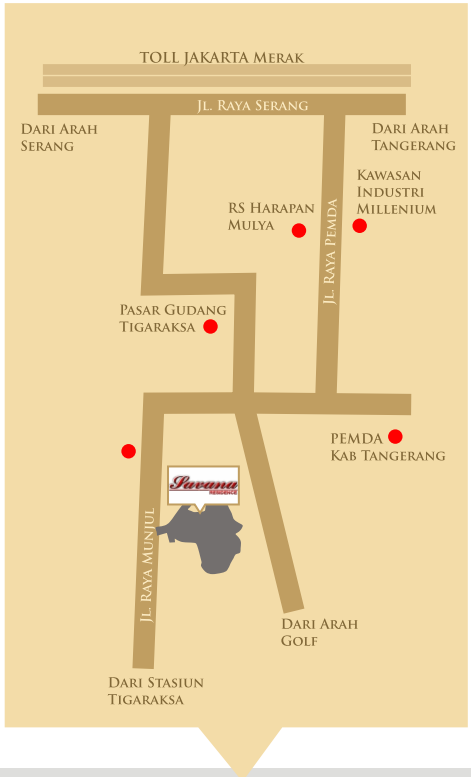 TOLL JAKARTA MERAK
JL. RAYA SERANG
DARI ARAH
SERANG
DARI ARAH
TANGERANG
KAWASAN
INDUSTRI
MILLENIUM
RS HARAPAN
MULYA
JL. RAYA PEMDA
PASAR GUDANG
TIGARAKSA
PEMDA
KAB TANGERANG
Savana
RESIDENCE
JL. RAYA MUNJUL
DARI ARAH
GOLF
DARI STASIUN
TIGARAKSA